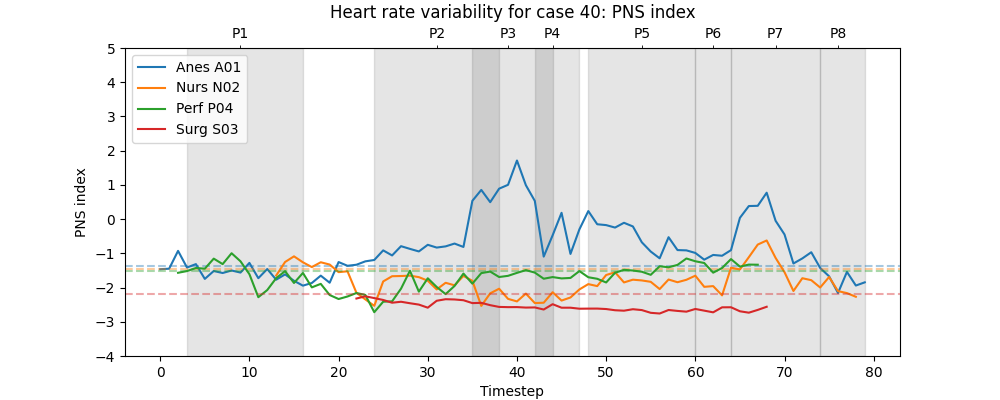 Heart rate variability for case 40: PNS index
P1 P2 P3 P4 P5 P6 P7 P8
5
4
3
2
1
0
−1
−2
−3
−4
PNS index
Anes A01
Nurs N02
Perf P04
Surg S03
0 10 20 30 40 50 60 70 80
Timestep